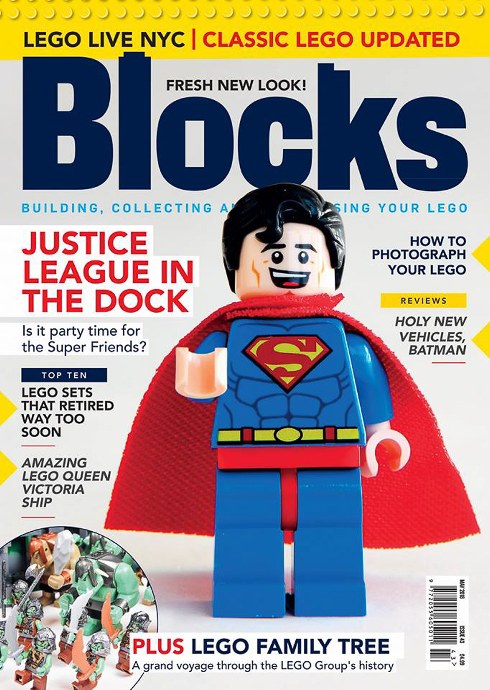 LEGO LIVE NYC | CLASSIC LEGO UPDATED
FRESH NEW LOOK!
Blocks
BUILDING, COLLECTING A SING YOUR LEGO
JUSTICE
LEAGUE IN
THE DOCK
Is it party time for
the Super Friends?
TOP TEN
LEGO SETS
THAT RETIRED
WAY TOO
SOON
AMAZING
LEGO QUEEN
VICTORIA
SHIP
HOW TO
PHOTOGRAPH
YOUR LEGO
REVIEWS
HOLY NEW
VEHICLES,
BATMAN
S
PLUS LEGO FAMILY TREE
A grand voyage through the LEGO Group's history